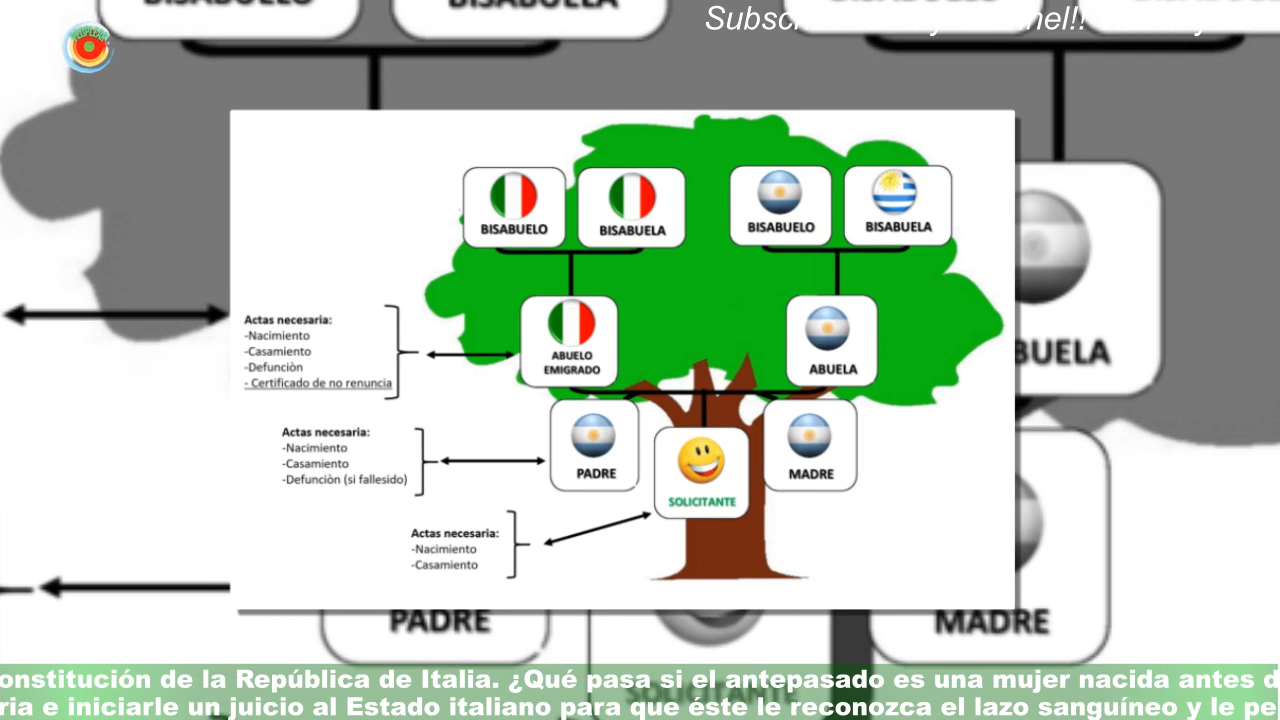 BISABUELO
BISABUELA
BISABUELO
BISABUELA
Actas necesaria:
-Nacimiento
-Casamiento
-Defunciòn
- Certificado de no renuncia
ABUELO
EMIGRADO
ABUELA
Actas necesaria:
-Nacimiento
-Casamiento
-Defunciòn (si fallesido)
PADRE
MADRE
SOLICITANTE
Actas necesaria:
-Nacimiento
-Casamiento
BUELA
PADRE
MADRE
SOLICITANTE
onstitución de la República de Italia. ¿Qué pasa si el antepasado es una mujer nacida antes d
ria e iniciarle un juicio al Estado italiano para que éste le reconozca el lazo sanguíneo y le pe